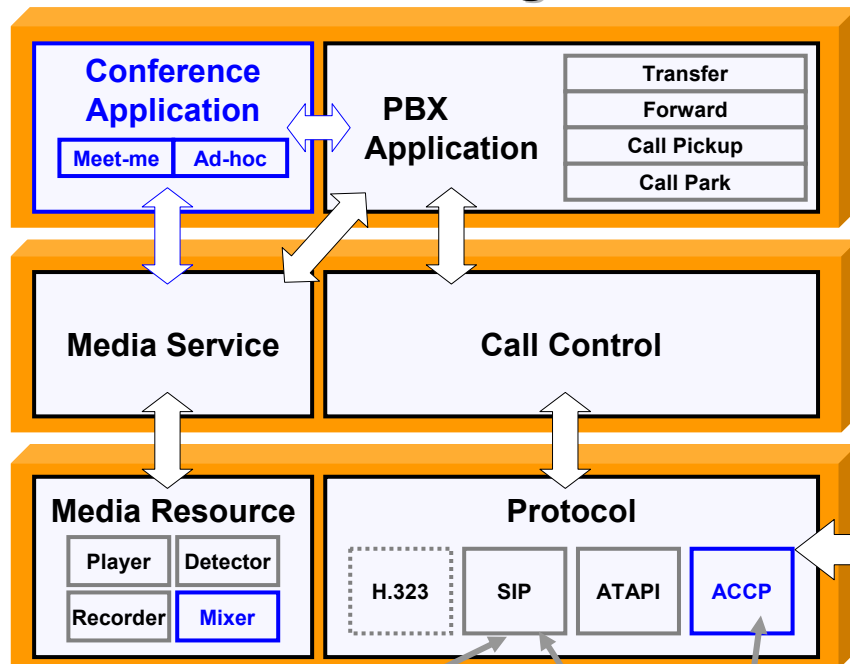 Conference
Application
Meet-me
Ad-hoc
PBX
Application
Transfer
Forward
Call Pickup
Call Park
Media Service
Call Control
Media Resource
Player
Detector
Recorder
Mixer
Protocol
H.323
SIP
ATAPI
ACCP